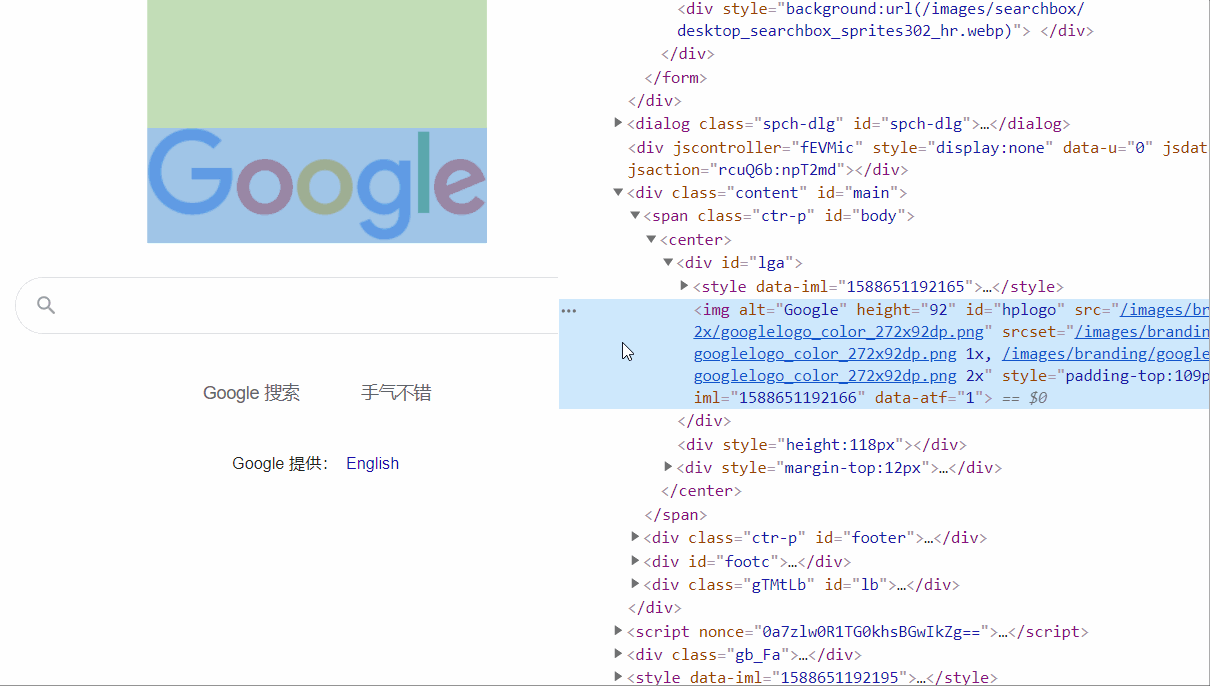 Google
Google 搜索 手气不错
Google 提供： English
<div style="background:url(/images/searchbox/
desktop_searchbox_sprites302_hr.webp)"> </div>
</div>
</form>
</div>
▶<dialog class="spch-dlg" id="spch-dlg">…</dialog>
<div jscontroller="fEVMic" style="display:none" data-u="0" jsdat
jsaction="rcuQ6b:npT2md"></div>
▼<div class="content" id="main">
▼<span class="ctr-p" id="body">
▼<center>
▼<div id="lga">
▶<style data-iml="1588651192165">…</style>
<img alt="Google" height="92" id="hplogo" src="/images/br
2x/googlelogo_color_272x92dp.png" srcset="/images/brandin
googlelogo_color_272x92dp.png 1x, /images/branding/google
googlelogo_color_272x92dp.png 2x" style="padding-top:109p
iml="1588651192166" data-atf="1"> == $0
</div>
<div style="height:118px"></div>
▶<div style="margin-top:12px">…</div>
</center>
</span>
▶<div class="ctr-p" id="footer">…</div>
▶<div id="footc">…</div>
▶<div class="gTMtLb" id="lb">…</div>
</div>
▶<script nonce="0a7zlw0R1TG0khsBGwIkZg==">…</script>
▶<div class="gb_Fa">…</div>
▶<style data-iml="1588651192195">…</style>